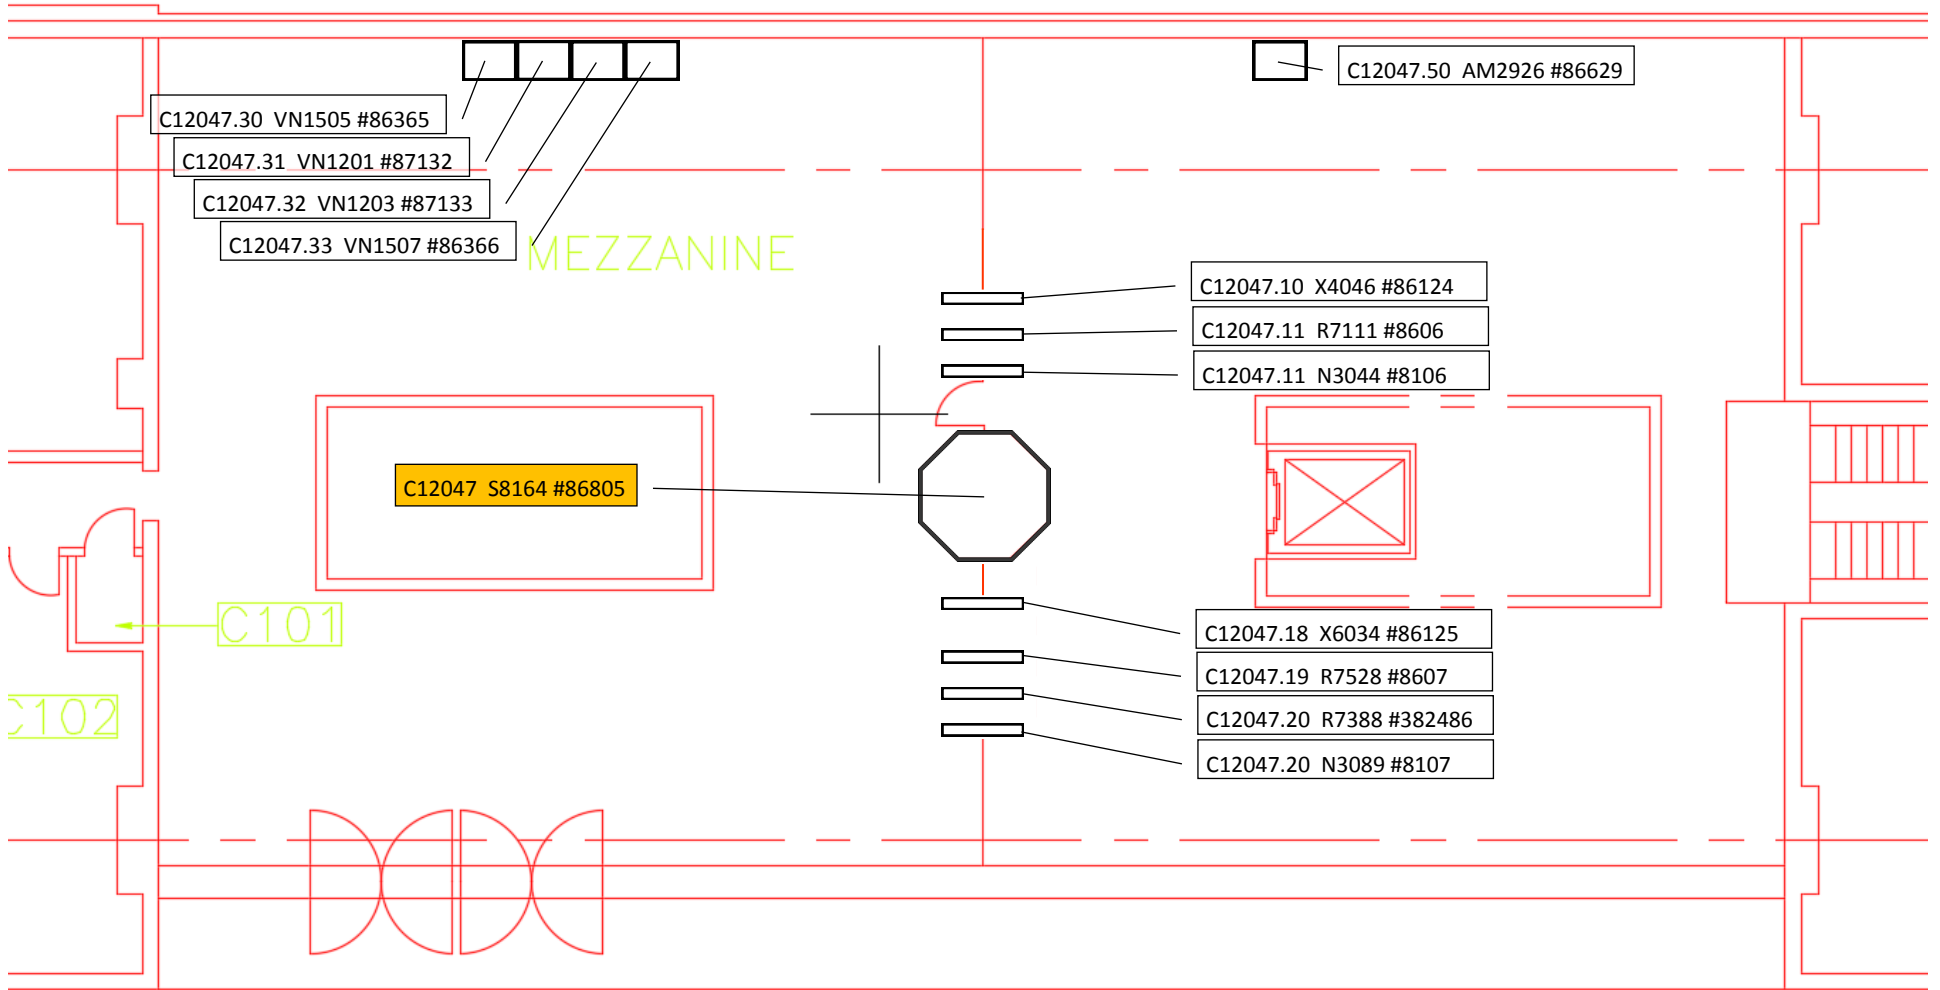 C12047.50 AM2926 #86629
C12047.30 VN1505 #86365
C12047.31 VN1201 #87132
C12047.32 VN1203 #87133
C12047.33 VN1507 #86366
MEZZANINE
C12047.10 X4046 #86124
C12047.11 R7111 #8606
C12047.11 N3044 #8106
C12047 S8164 #86805
C101
C12047.18 X6034 #86125
C12047.19 R7528 #8607
C102
C12047.20 R7388 #382486
C12047.20 N3089 #8107